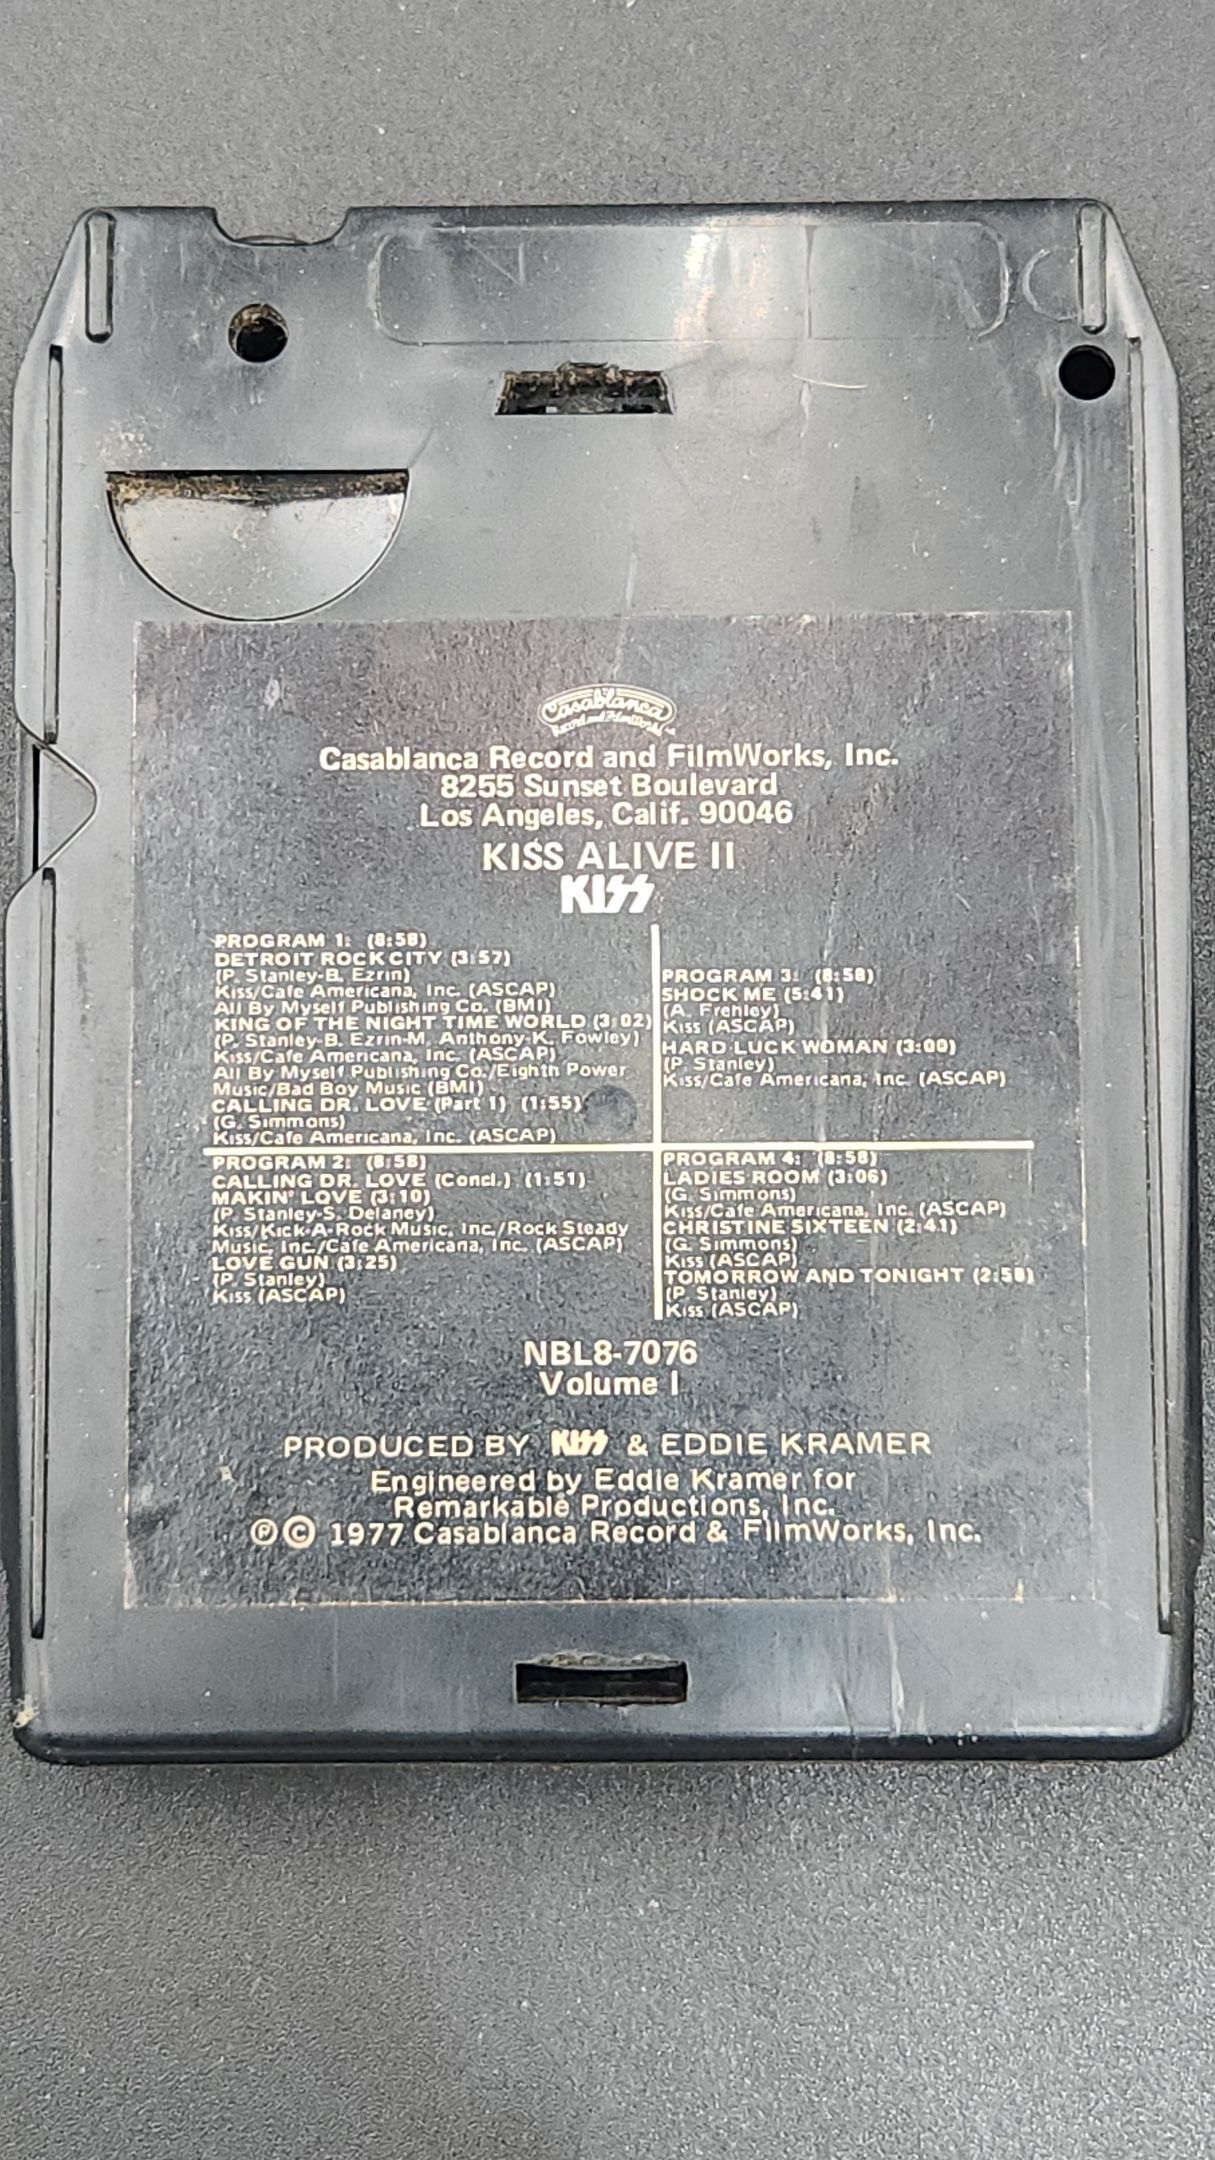 Casablanca
Record and FilmWorks
Casablanca Record and FilmWorks, Inc.
8255 Sunset Boulevard
Los Angeles, Calif. 90046
KISS ALIVE II
KISS
PROGRAM 1: (8:58)
DETROIT ROCK CITY (3:57)
(P. Stanley-B. Ezrin)
Kiss/Cafe Americana, Inc. (ASCAP)
All By Myself Publishing Co. (BMI)
KING OF THE NIGHT TIME WORLD (3:02)
(P. Stanley-B. Ezrin-M. Anthony-K. Fowley)
Kiss/Cafe Americana, Inc. (ASCAP)
All By Myself Publishing Co./Eighth Power
Music/Bad Boy Music (BMI)
CALLING DR. LOVE (Part 1) (1:55)
(G. Simmons)
Kiss/Cafe Americana, Inc. (ASCAP)
PROGRAM 2: (8:58)
CALLING DR. LOVE (Concl.) (1:51)
MAKIN' LOVE (3:10)
(P. Stanley-S. Delaney)
Kiss/Kick-A-Rock Music, Inc./Rock Steady
Music, Inc./Cafe Americana, Inc. (ASCAP)
LOVE GUN (3:25)
(P. Stanley)
Kiss (ASCAP)
PROGRAM 3: (8:58)
SHOCK ME (5:41)
(A. Frehley)
Kiss (ASCAP)
HARD LUCK WOMAN (3:00)
(P. Stanley)
Kiss/Cafe Americana, Inc. (ASCAP)
PROGRAM 4: (8:58)
LADIES ROOM (3:06)
(G. Simmons)
Kiss/Cafe Americana, Inc. (ASCAP)
CHRISTINE SIXTEEN (2:41)
(G. Simmons)
Kiss (ASCAP)
TOMORROW AND TONIGHT (2:58)
(P. Stanley)
Kiss (ASCAP)
NBL8-7076
Volume I
PRODUCED BY KISS & EDDIE KRAMER
Engineered by Eddie Kramer for
Remarkable Productions, Inc.
℗© 1977 Casablanca Record & FilmWorks, Inc.